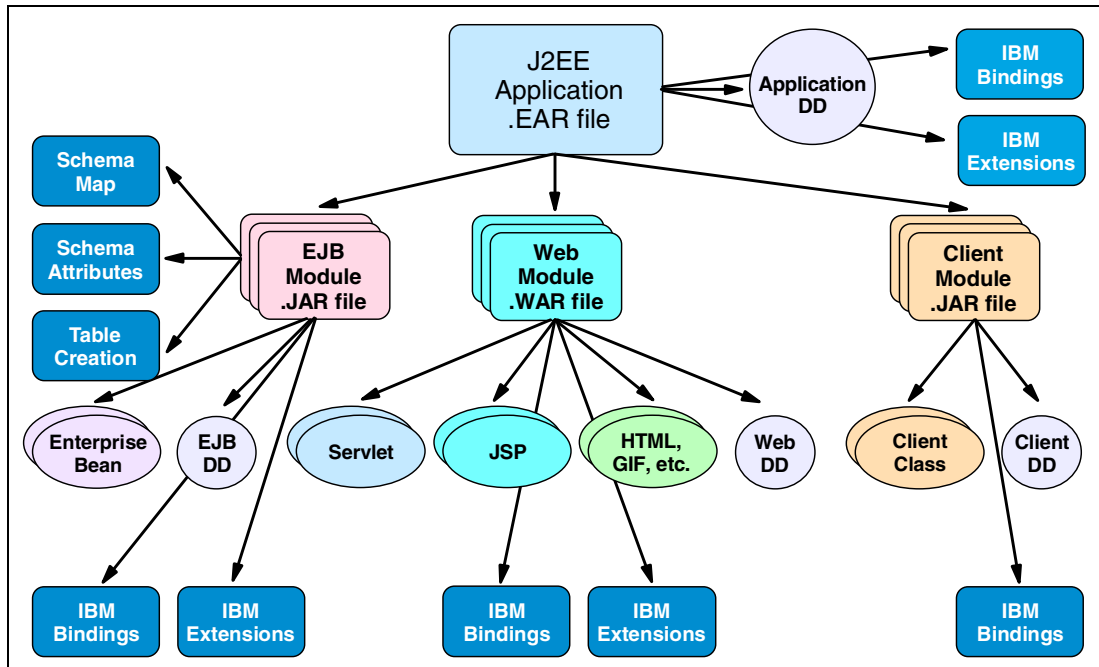 J2EE
Application
.EAR file
Application
DD
IBM
Bindings
IBM
Extensions
Schema
Map
Schema
Attributes
Table
Creation
EJB
Module
.JAR file
Web
Module
.WAR file
Client
Module
.JAR file
Enterprise
Bean
EJB
DD
Servlet
JSP
HTML,
GIF, etc.
Web
DD
Client
Class
Client
DD
IBM
Bindings
IBM
Extensions
IBM
Bindings
IBM
Extensions
IBM
Bindings